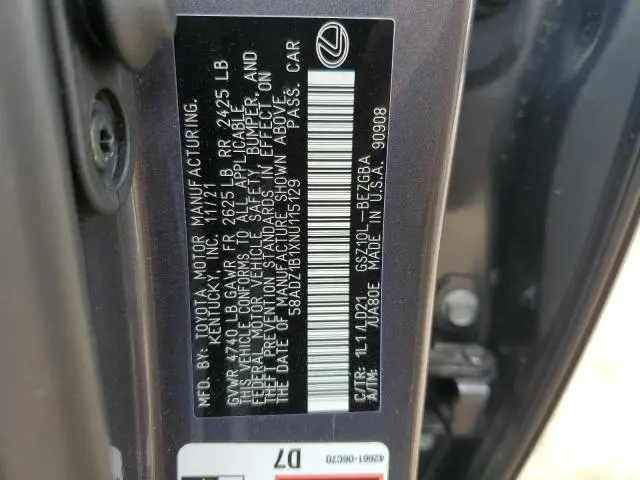 MFD. BY: TOYOTA MOTOR MANUFACTURING.
KENTUCKY, INC. 11/21
GVWR 4740 LB GAWR FR 2625 LB RR 2425 LB
THIS VEHICLE CONFORMS TO ALL APPLICABLE
FEDERAL MOTOR VEHICLE SAFETY, BUMPER, AND
THEFT PREVENTION STANDARDS IN EFFECT ON
THE DATE OF MANUFACTURE SHOWN ABOVE.
58ADZ1B1XNU115129 PASS. CAR
C/TR: 1L1/LD21 GSZ10L-BEZGBA
A/TM: /UA80E MADE IN U.S.A. 90908
D7
42661-06C70